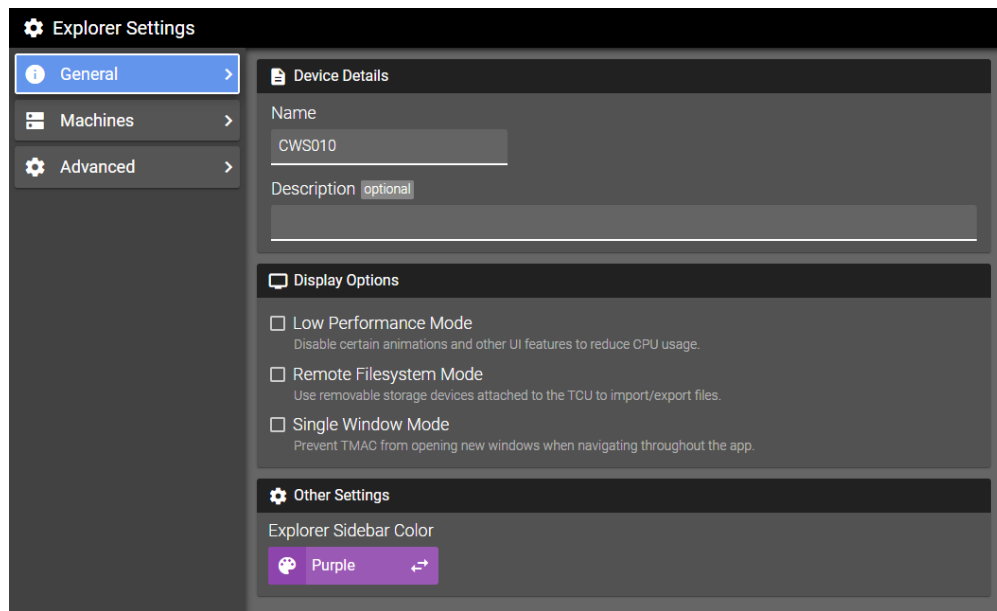 Explorer Settings
General
Machines
Advanced
Device Details
Name
CWS010
Description optional
Display Options
Low Performance Mode
Disable certain animations and other UI features to reduce CPU usage.
Remote Filesystem Mode
Use removable storage devices attached to the TCU to import/export files.
Single Window Mode
Prevent TMAC from opening new windows when navigating throughout the app.
Other Settings
Explorer Sidebar Color
Purple